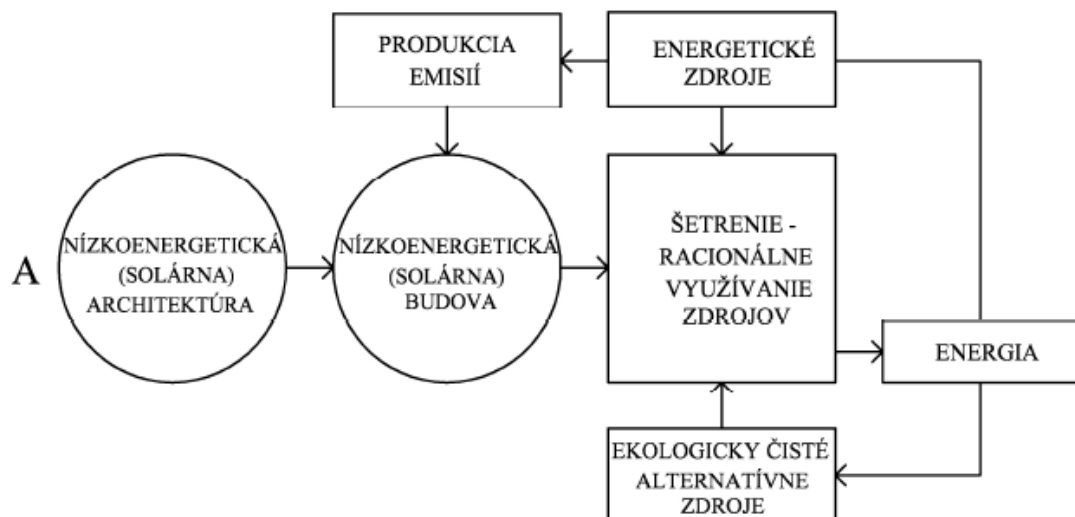 PRODUKCIA
EMISIÍ
ENERGETICKÉ
ZDROJE
A
NÍZKOENERGETICKÁ
(SOLÁRNA)
ARCHITEKTÚRA
NÍZKOENERGETICKÁ
(SOLÁRNA)
BUDOVA
ŠETRENIE -
RACIONÁLNE
VYUŽÍVANIE
ZDROJOV
ENERGIA
EKOLOGICKY ČISTÉ
ALTERNATÍVNE
ZDROJE